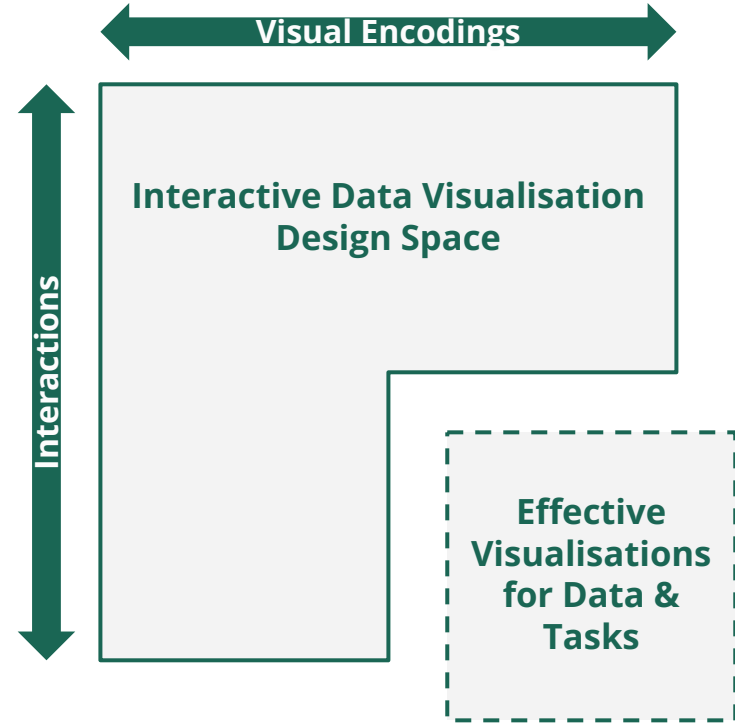 Visual Encodings
Interactive Data Visualisation
Design Space
Interactions
Effective
Visualisations
for Data &
Tasks